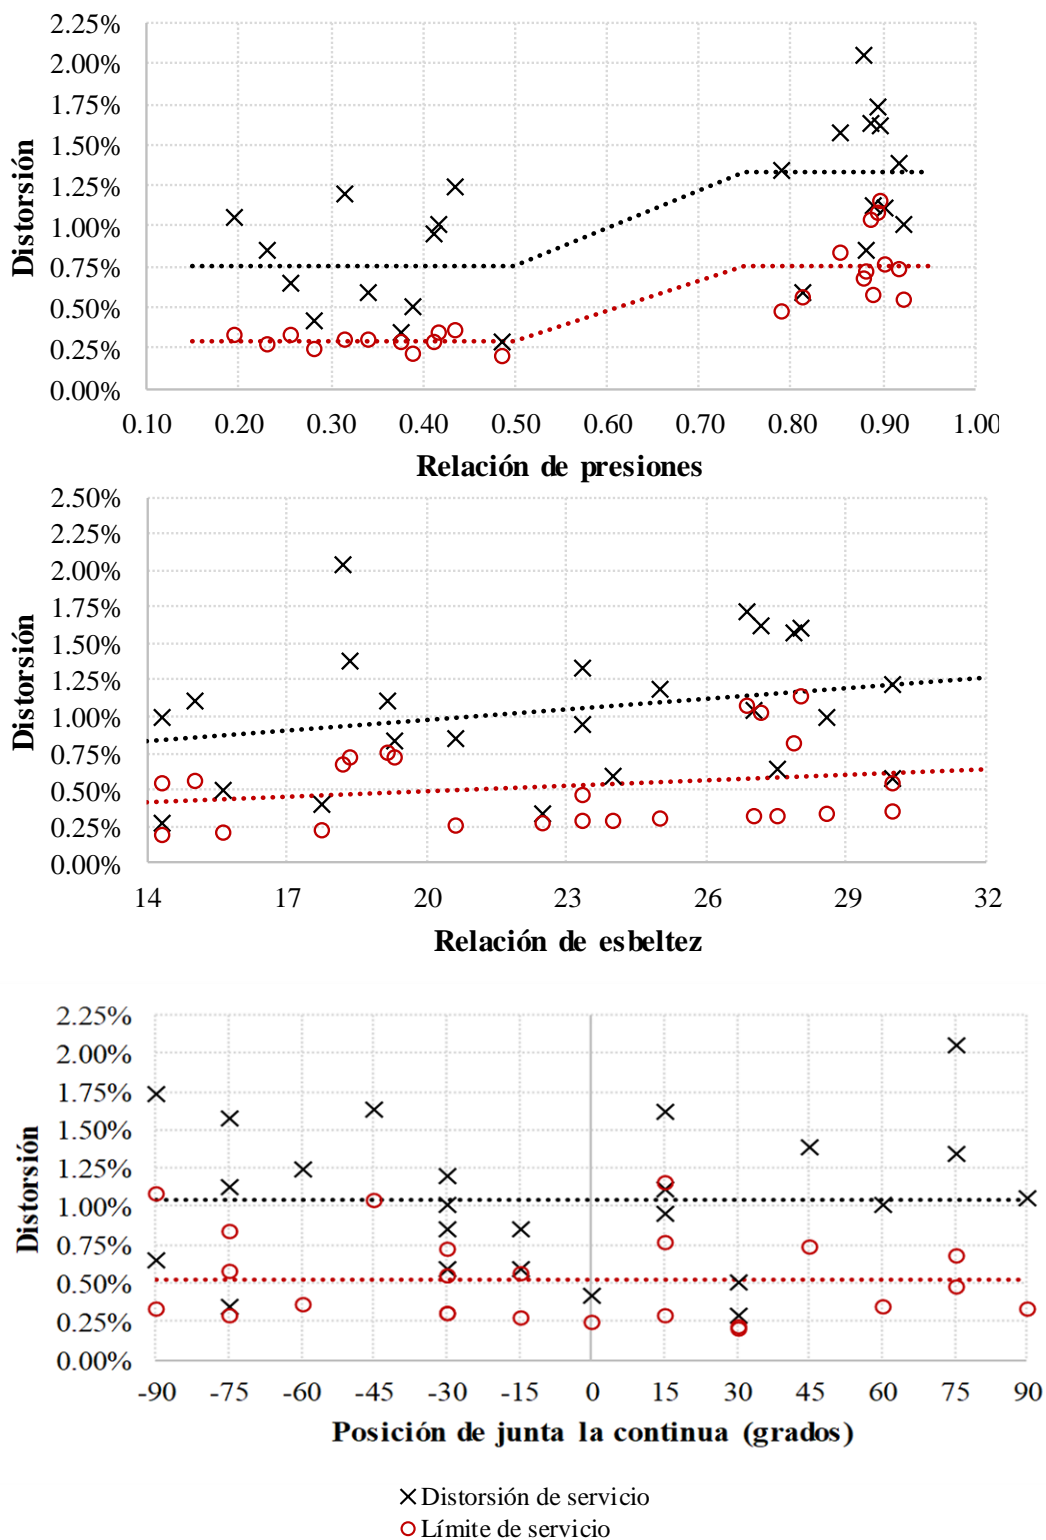 2.25%
2.00%
1.75%
1.50%
1.25%
1.00%
0.75%
0.50%
0.25%
0.00%
Distorsión
0.10 0.20 0.30 0.40 0.50 0.60 0.70 0.80 0.90 1.00
Relación de presiones
2.50%
2.25%
2.00%
1.75%
1.50%
1.25%
1.00%
0.75%
0.50%
0.25%
0.00%
Distorsión
14 17 20 23 26 29 32
Relación de esbeltez
2.25%
2.00%
1.75%
1.50%
1.25%
1.00%
0.75%
0.50%
0.25%
0.00%
Distorsión
-90 -75 -60 -45 -30 -15 0 15 30 45 60 75 90
Posición de junta la continua (grados)
Distorsión de servicio
Límite de servicio